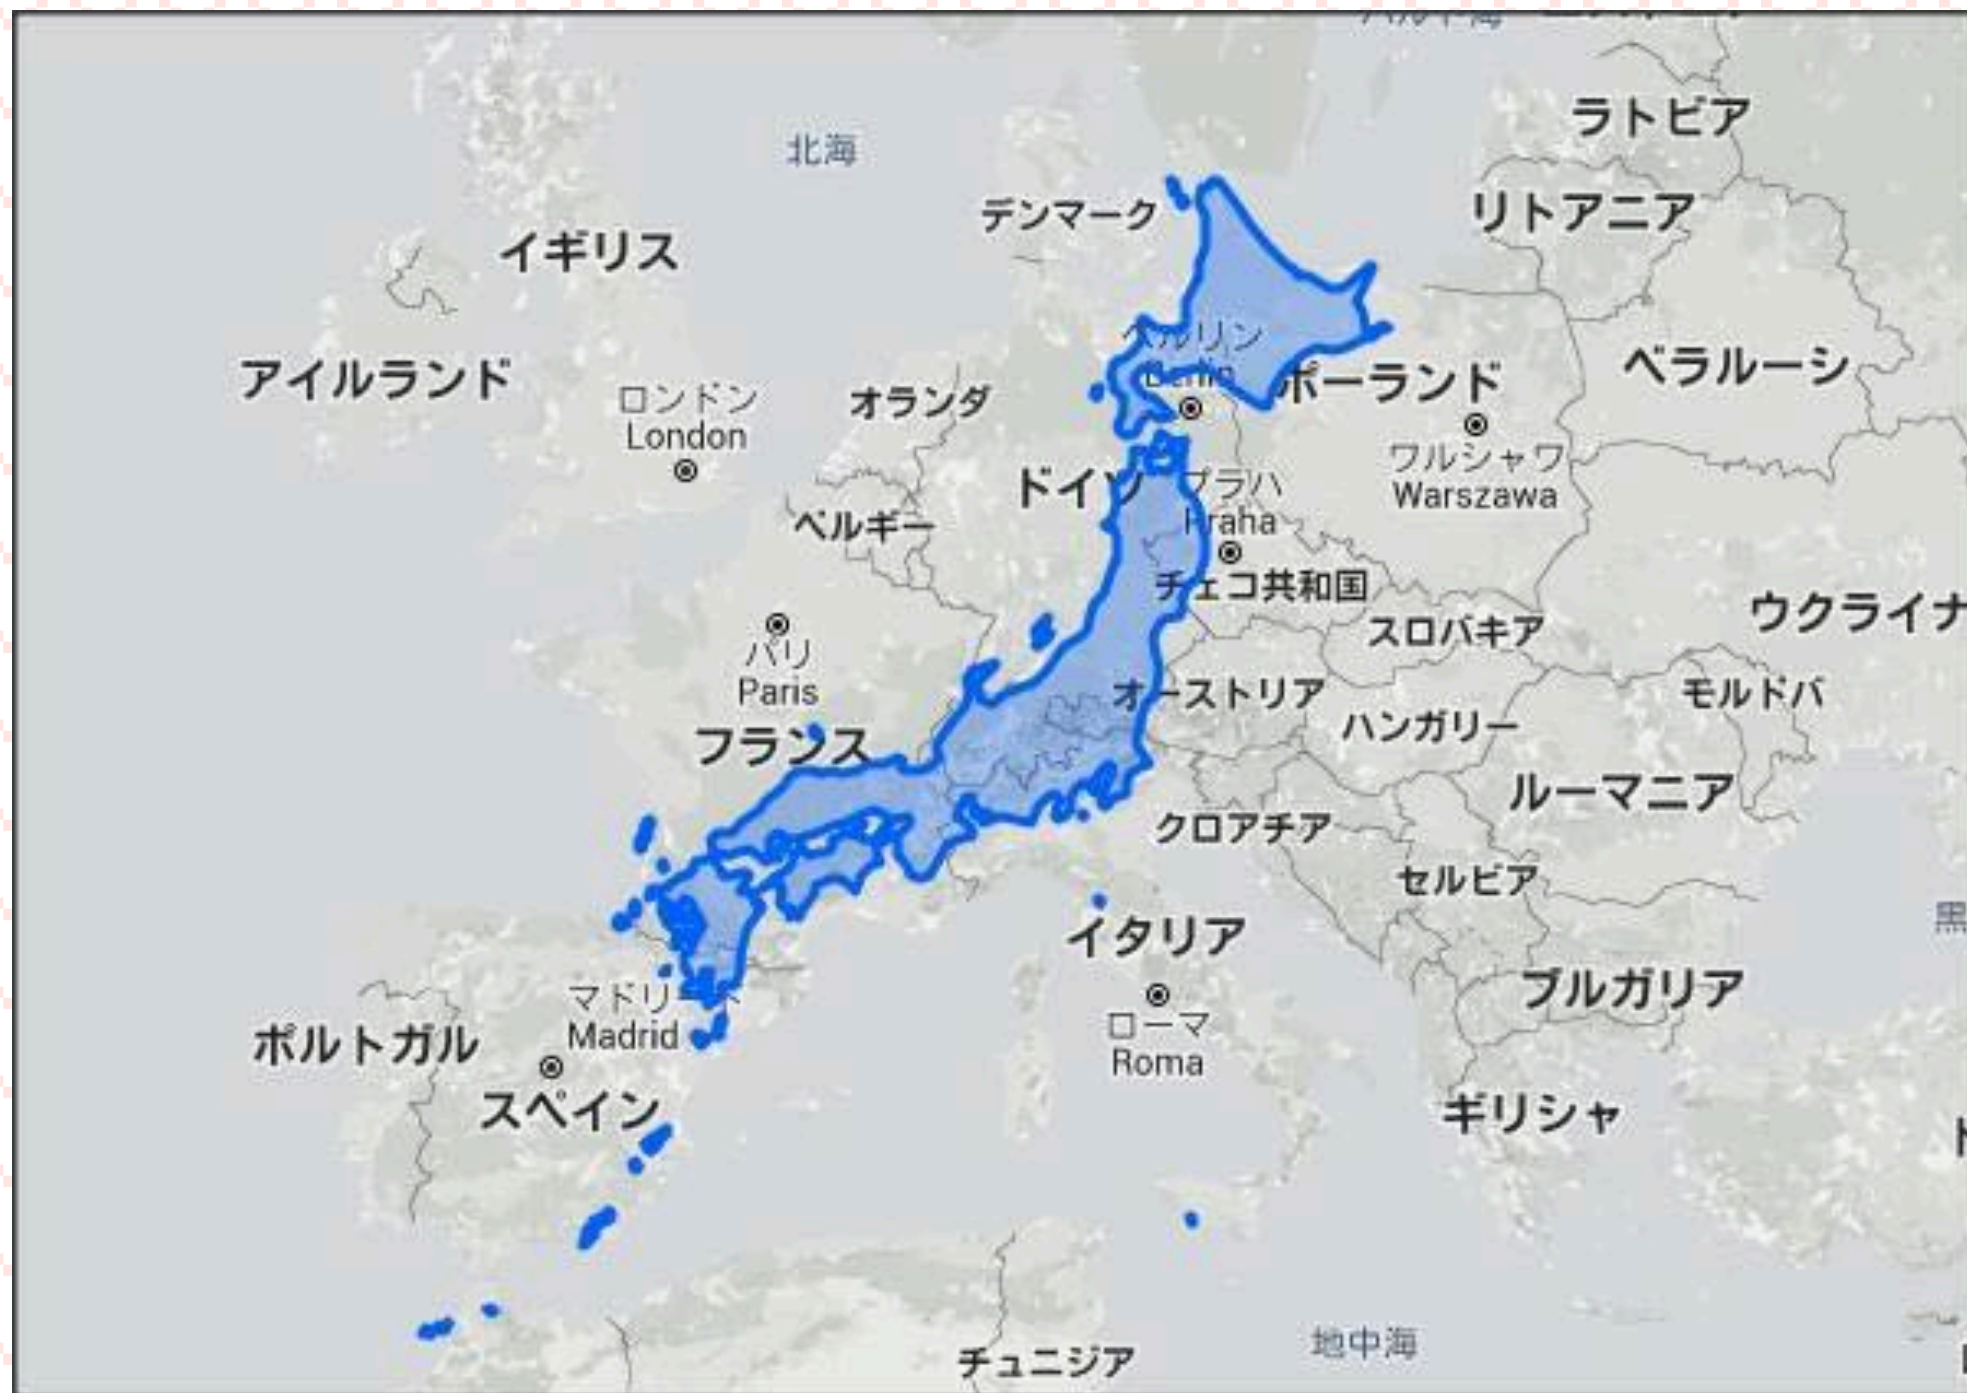 ラトビア
北海
デンマーク
リトアニア
イギリス
ベルリン
Berlin
アイルランド
ロンドン
London
オランダ
ポーランド
ベラルーシ
ワルシャワ
Warszawa
ドイツ
プラハ
Praha
ベルギー
チェコ共和国
ウクライナ
スロバキア
パリ
Paris
オーストリア
モルドバ
フランス
ハンガリー
ルーマニア
クロアチア
セルビア
黒
イタリア
ブルガリア
マドリード
Madrid
ポルトガル
ローマ
Roma
スペイン
ギリシャ
地中海
チュニジア